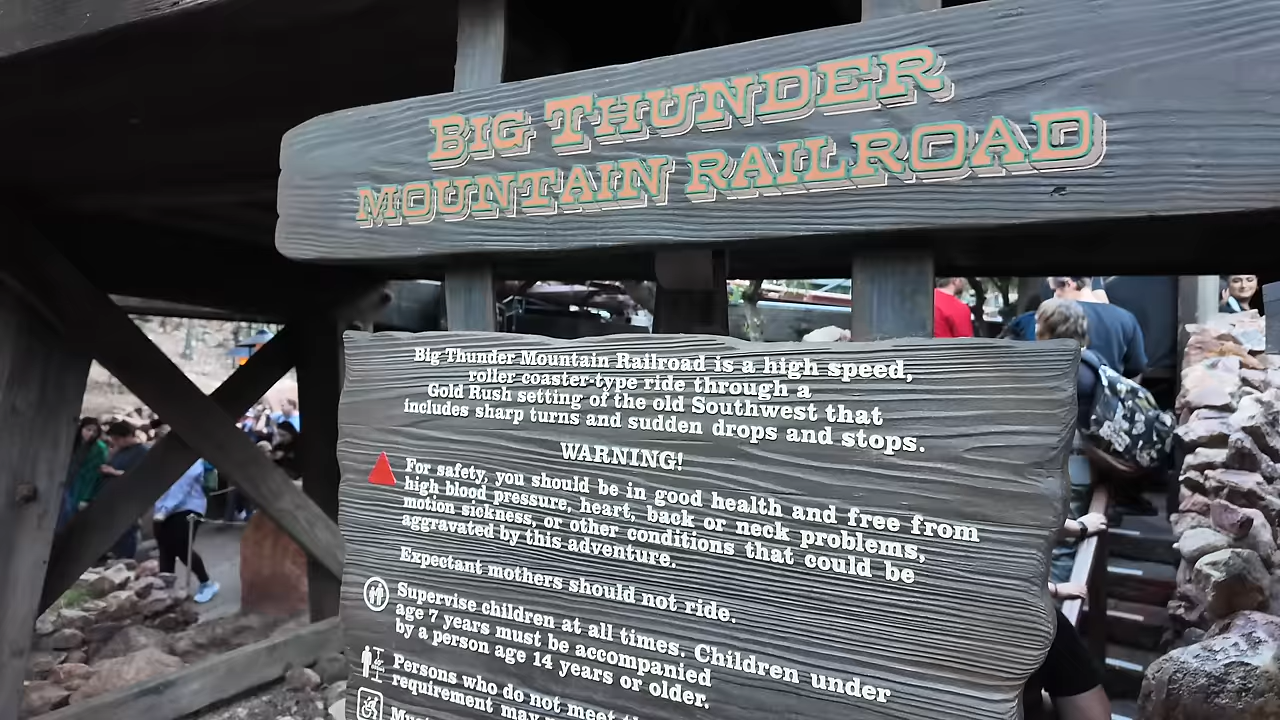 BIG THUNDER
MOUNTAIN RAILROAD
Big Thunder Mountain Railroad is a high speed,
roller coaster-type ride through a
Gold Rush setting of the old Southwest that
includes sharp turns and sudden drops and stops.
WARNING!
For safety, you should be in good health and free from
high blood pressure, heart, back or neck problems,
motion sickness, or other conditions that could be
aggravated by this adventure.
Expectant mothers should not ride.
Supervise children at all times. Children under
age 7 years must be accompanied
by a person age 14 years or older.
Persons who do not meet
requirement may